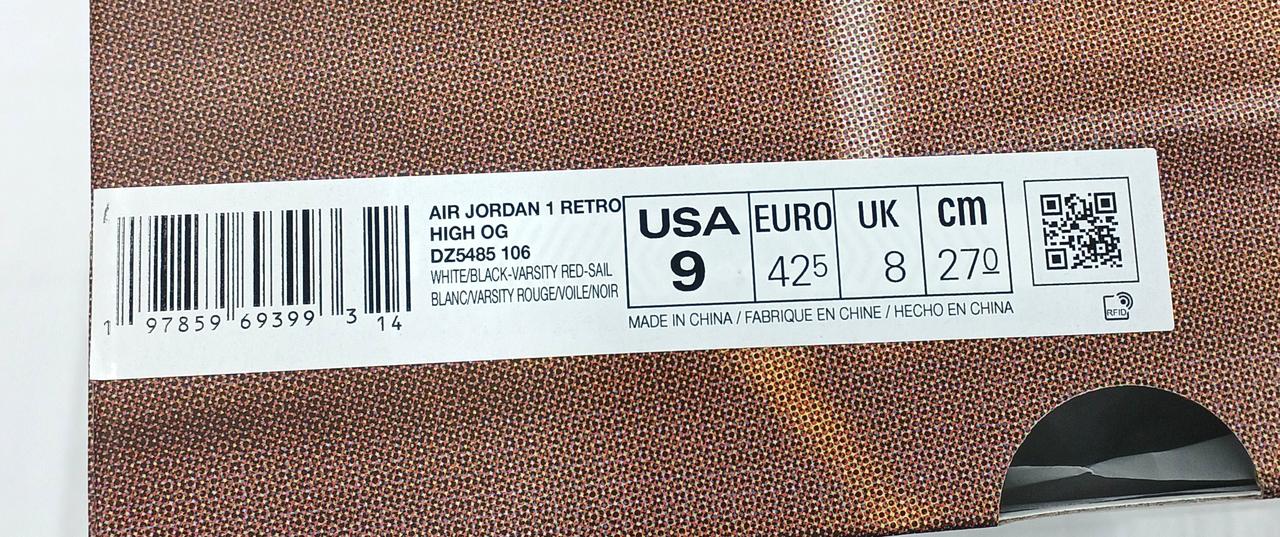 AIR JORDAN 1 RETRO
HIGH OG
DZ5485 106
WHITE/BLACK-VARSITY RED-SAIL
BLANC/VARSITY ROUGE/VOILE/NOIR
USA EURO UK cm
9 425 8 270
MADE IN CHINA / FABRIQUE EN CHINE / HECHO EN CHINA
RFID
1 97859 69399 3 14